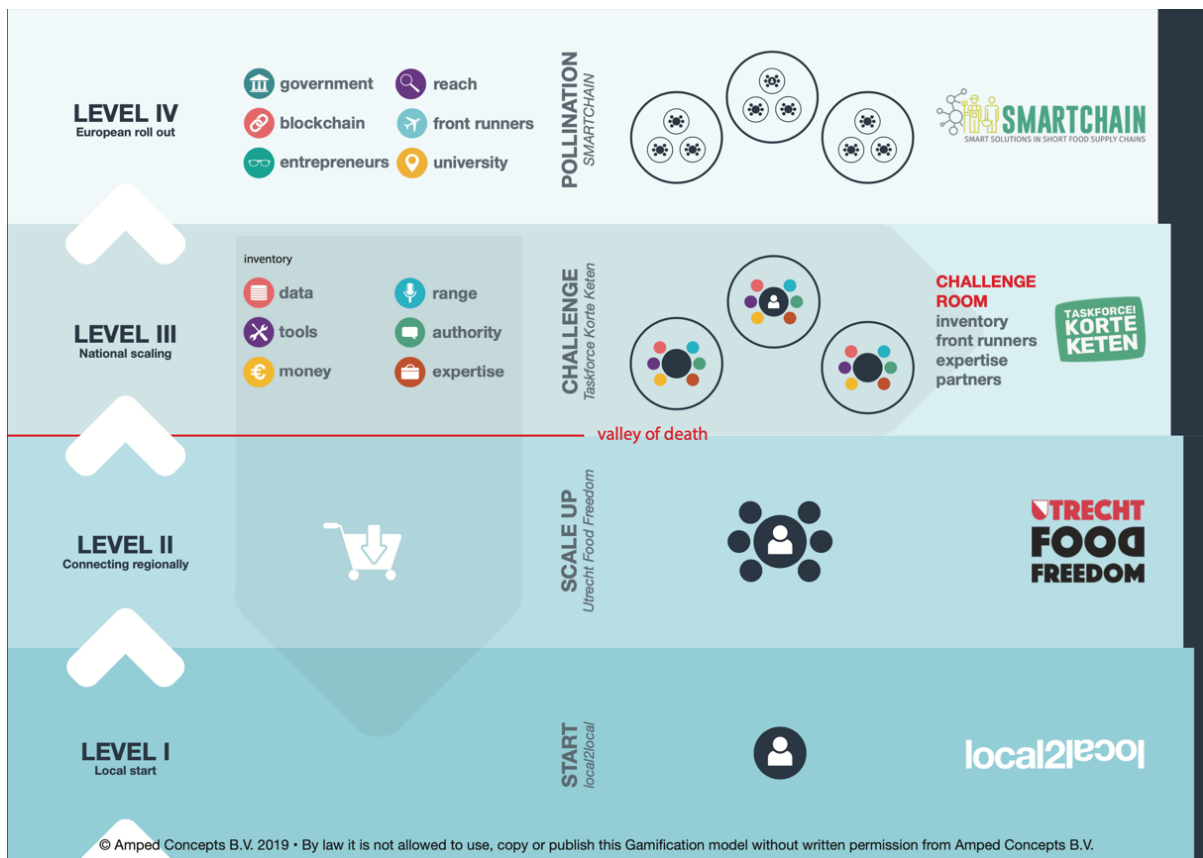 LEVEL IV
European roll out
government
blockchain
entrepreneurs
reach
front runners
university
POLLINATION
SMARTCHAIN
SMARTCHAIN
SMART SOLUTIONS IN SHORT FOOD SUPPLY CHAINS
LEVEL III
National scaling
inventory
data
tools
money
range
authority
expertise
CHALLENGE
Taskforce Korte Keten
CHALLENGE
ROOM
inventory
front runners
expertise
partners
TASKFORCE!
KORTE
KETEN
valley of death
LEVEL II
Connecting regionally
SCALE UP
Utrecht Food Freedom
UTRECHT
FOOD
FREEDOM
LEVEL I
Local start
START
local2local
local2local
© Amped Concepts B.V. 2019 • By law it is not allowed to use, copy or publish this Gamification model without written permission from Amped Concepts B.V.